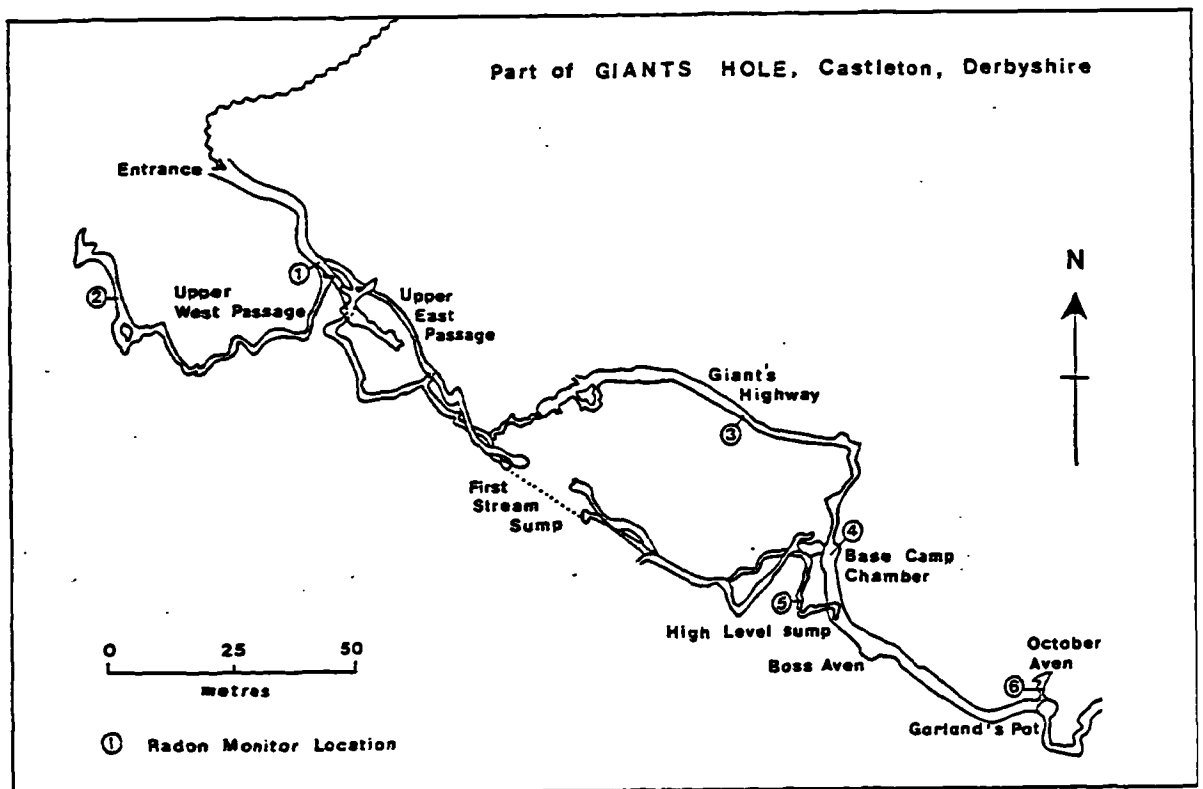 Part of GIANTS HOLE, Castleton, Derbyshire
Entrance
N
①
②
Upper
West Passage
Upper
East
Passage
Giant's
Highway
③
First
Stream
Sump
④
Base Camp
Chamber
⑤
High Level sump
Boss Aven
October
Aven
⑥
Garland's Pot
0 25 50
metres
① Radon Monitor Location